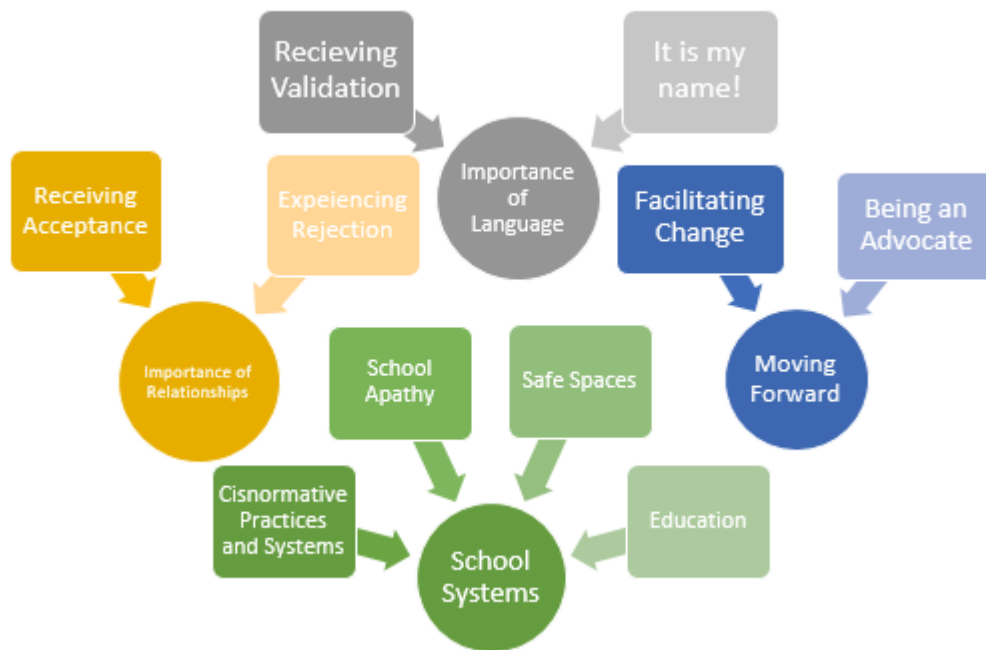 Recieving
Validation
It is my
name!
Importance
of
Language
Receiving
Acceptance
Expeiencing
Rejection
Importance of
Relationships
Facilitating
Change
Being an
Advocate
Moving
Forward
School
Apathy
Safe Spaces
Cisnormative
Practices
and Systems
Education
School
Systems